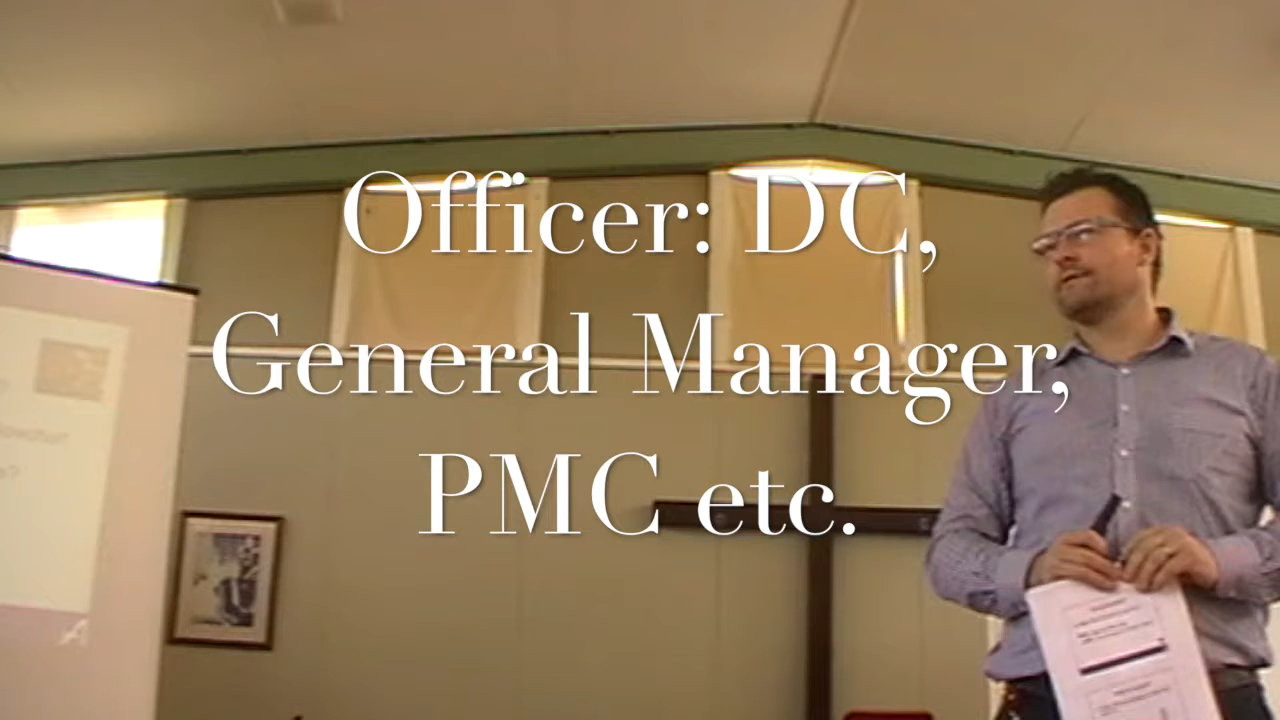 Officer: DC,
General Manager,
PMC etc.